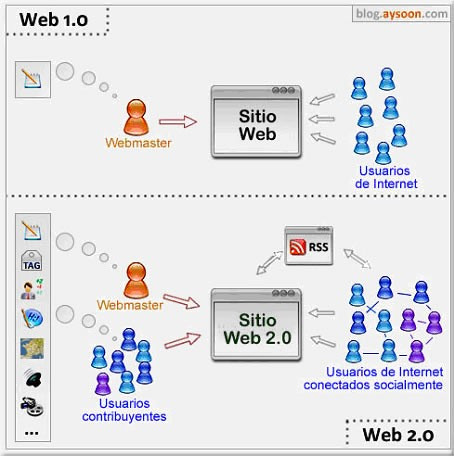 Web 1.0
blog.aysoon.com
Webmaster
Sitio
Web
Usuarios
de Internet
RSS
TAG
Webmaster
Sitio
Web 2.0
Usuarios
contribuyentes
Usuarios de Internet
conectados socialmente
...
Web 2.0